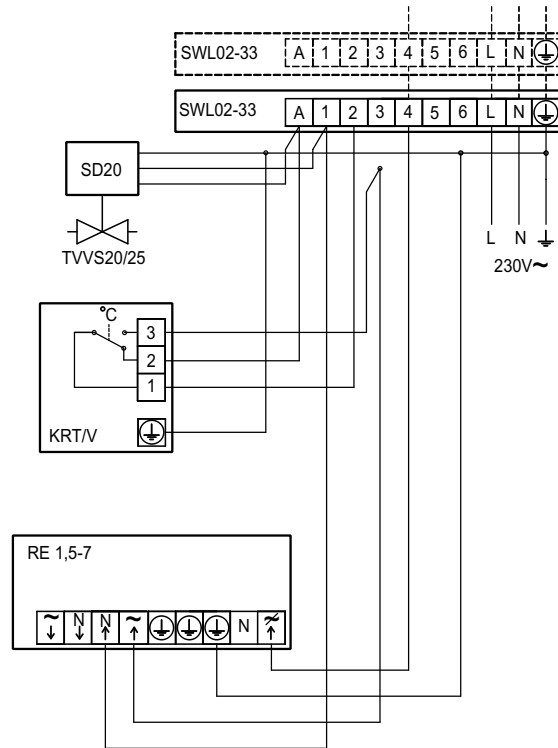 SWL02-33 A 1 2 3 4 5 6 L N
SWL02-33 A 1 2 3 4 5 6 L N
SD20
TVVS20/25
L N
230V~
°C
3
2
1
KRT/V
RE 1,5-7
~ N N ~ N ≁